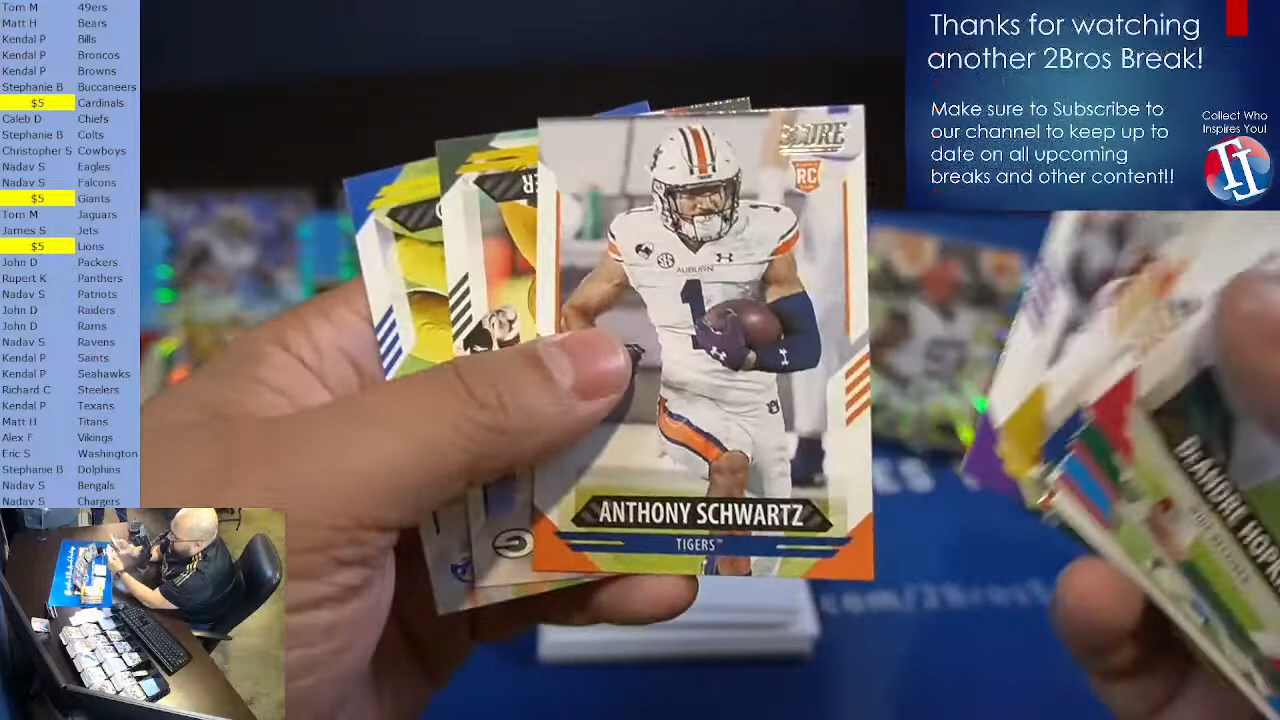 Tom M 49ers
Matt H Bears
Kendal P Bills
Kendal P Broncos
Kendal P Browns
Stephanie B Buccaneers
$5 Cardinals
Caleb D Chiefs
Stephanie B Colts
Christopher S Cowboys
Nadav S Eagles
Nadav S Falcons
$5 Giants
Tom M Jaguars
James S Jets
$5 Lions
John D Packers
Rupert K Panthers
Nadav S Patriots
John D Raiders
John D Rams
Nadav S Ravens
Kendal P Saints
Kendal P Seahawks
Richard C Steelers
Kendal P Texans
Matt H Titans
Alex F Vikings
Eric S Washington
Stephanie B Dolphins
Nadav S Bengals
Nadav S Chargers
Thanks for watching
another 2Bros Break!
Make sure to Subscribe to
our channel to keep up to
date on all upcoming
breaks and other content!!
Collect Who
Inspires You!
SCORE
RC
AUBURN
1
ANTHONY SCHWARTZ
TIGERS™
DEANDRE HOPK